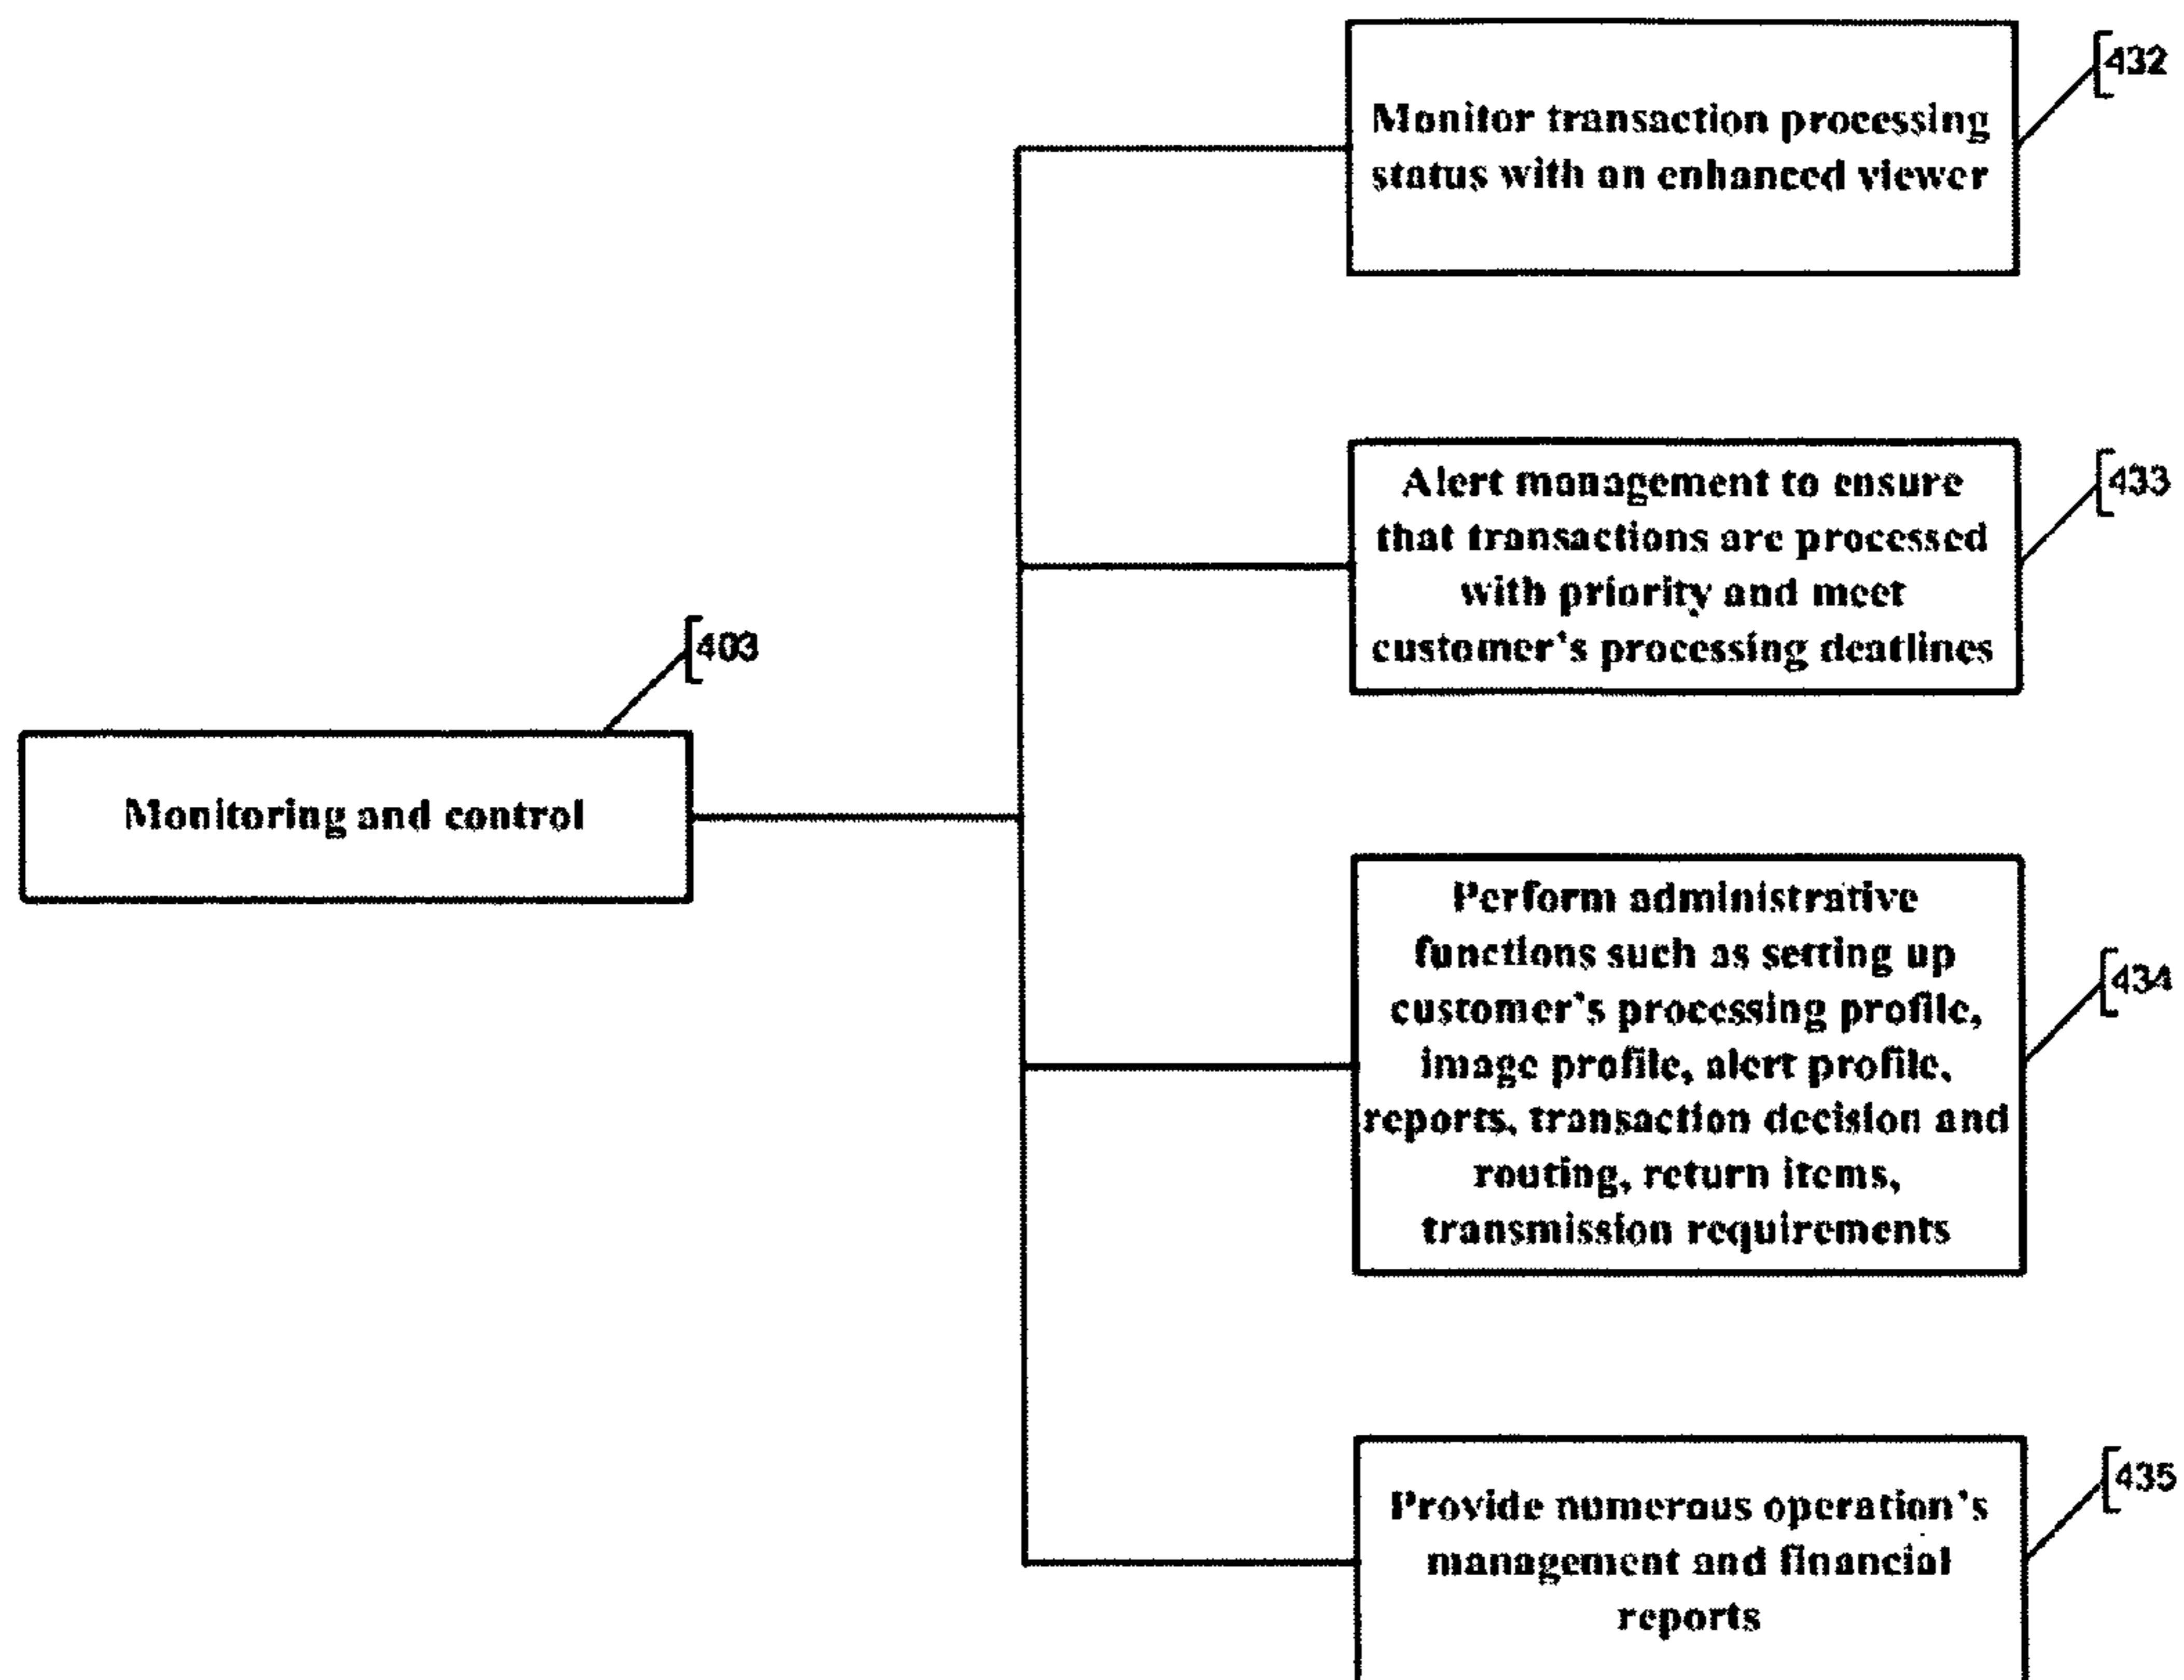 432
Monitor transaction processing
status with an enhanced viewer
433
Alert management to ensure
that transactions are processed
with priority and meet
customer's processing deatlines
403
Monitoring and control
434
Perform administrative
functions such as setting up
customer's processing profile,
image profile, alert profile,
reports, transaction decision and
routing, return items,
transmission requirements
435
Provide numerous operation's
management and financial
reports